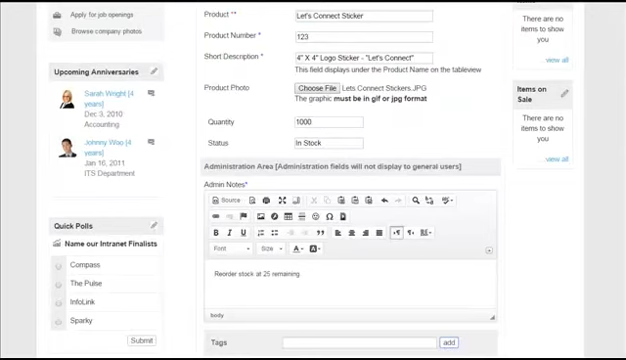 Apply for job openings
Browse company photos
Upcoming Anniversaries
Sarah Wright [4
years]
Dec 3, 2010
Accounting
Johnny Woo [4
years]
Jan 16, 2011
ITS Department
Quick Polls
Name our Intranet Finalists
Compass
The Pulse
InfoLink
Sparky
Submit
Product **
Let's Connect Sticker
Product Number *
123
Short Description *
4" X 4" Logo Sticker - "Let's Connect"
This field displays under the Product Name on the tableview
Product Photo
Choose File Lets Connect Stickers.JPG
The graphic must be in gif or jpg format
Quantity
1000
Status
In Stock
Administration Area [Administration fields will not display to general users]
Admin Notes*
Source
B I U
Font
Size
Reorder stock at 25 remaining.
body
Tags
add
There are no
items to show
you
...view all
Items on
Sale
There are no
items to show
you
...view all